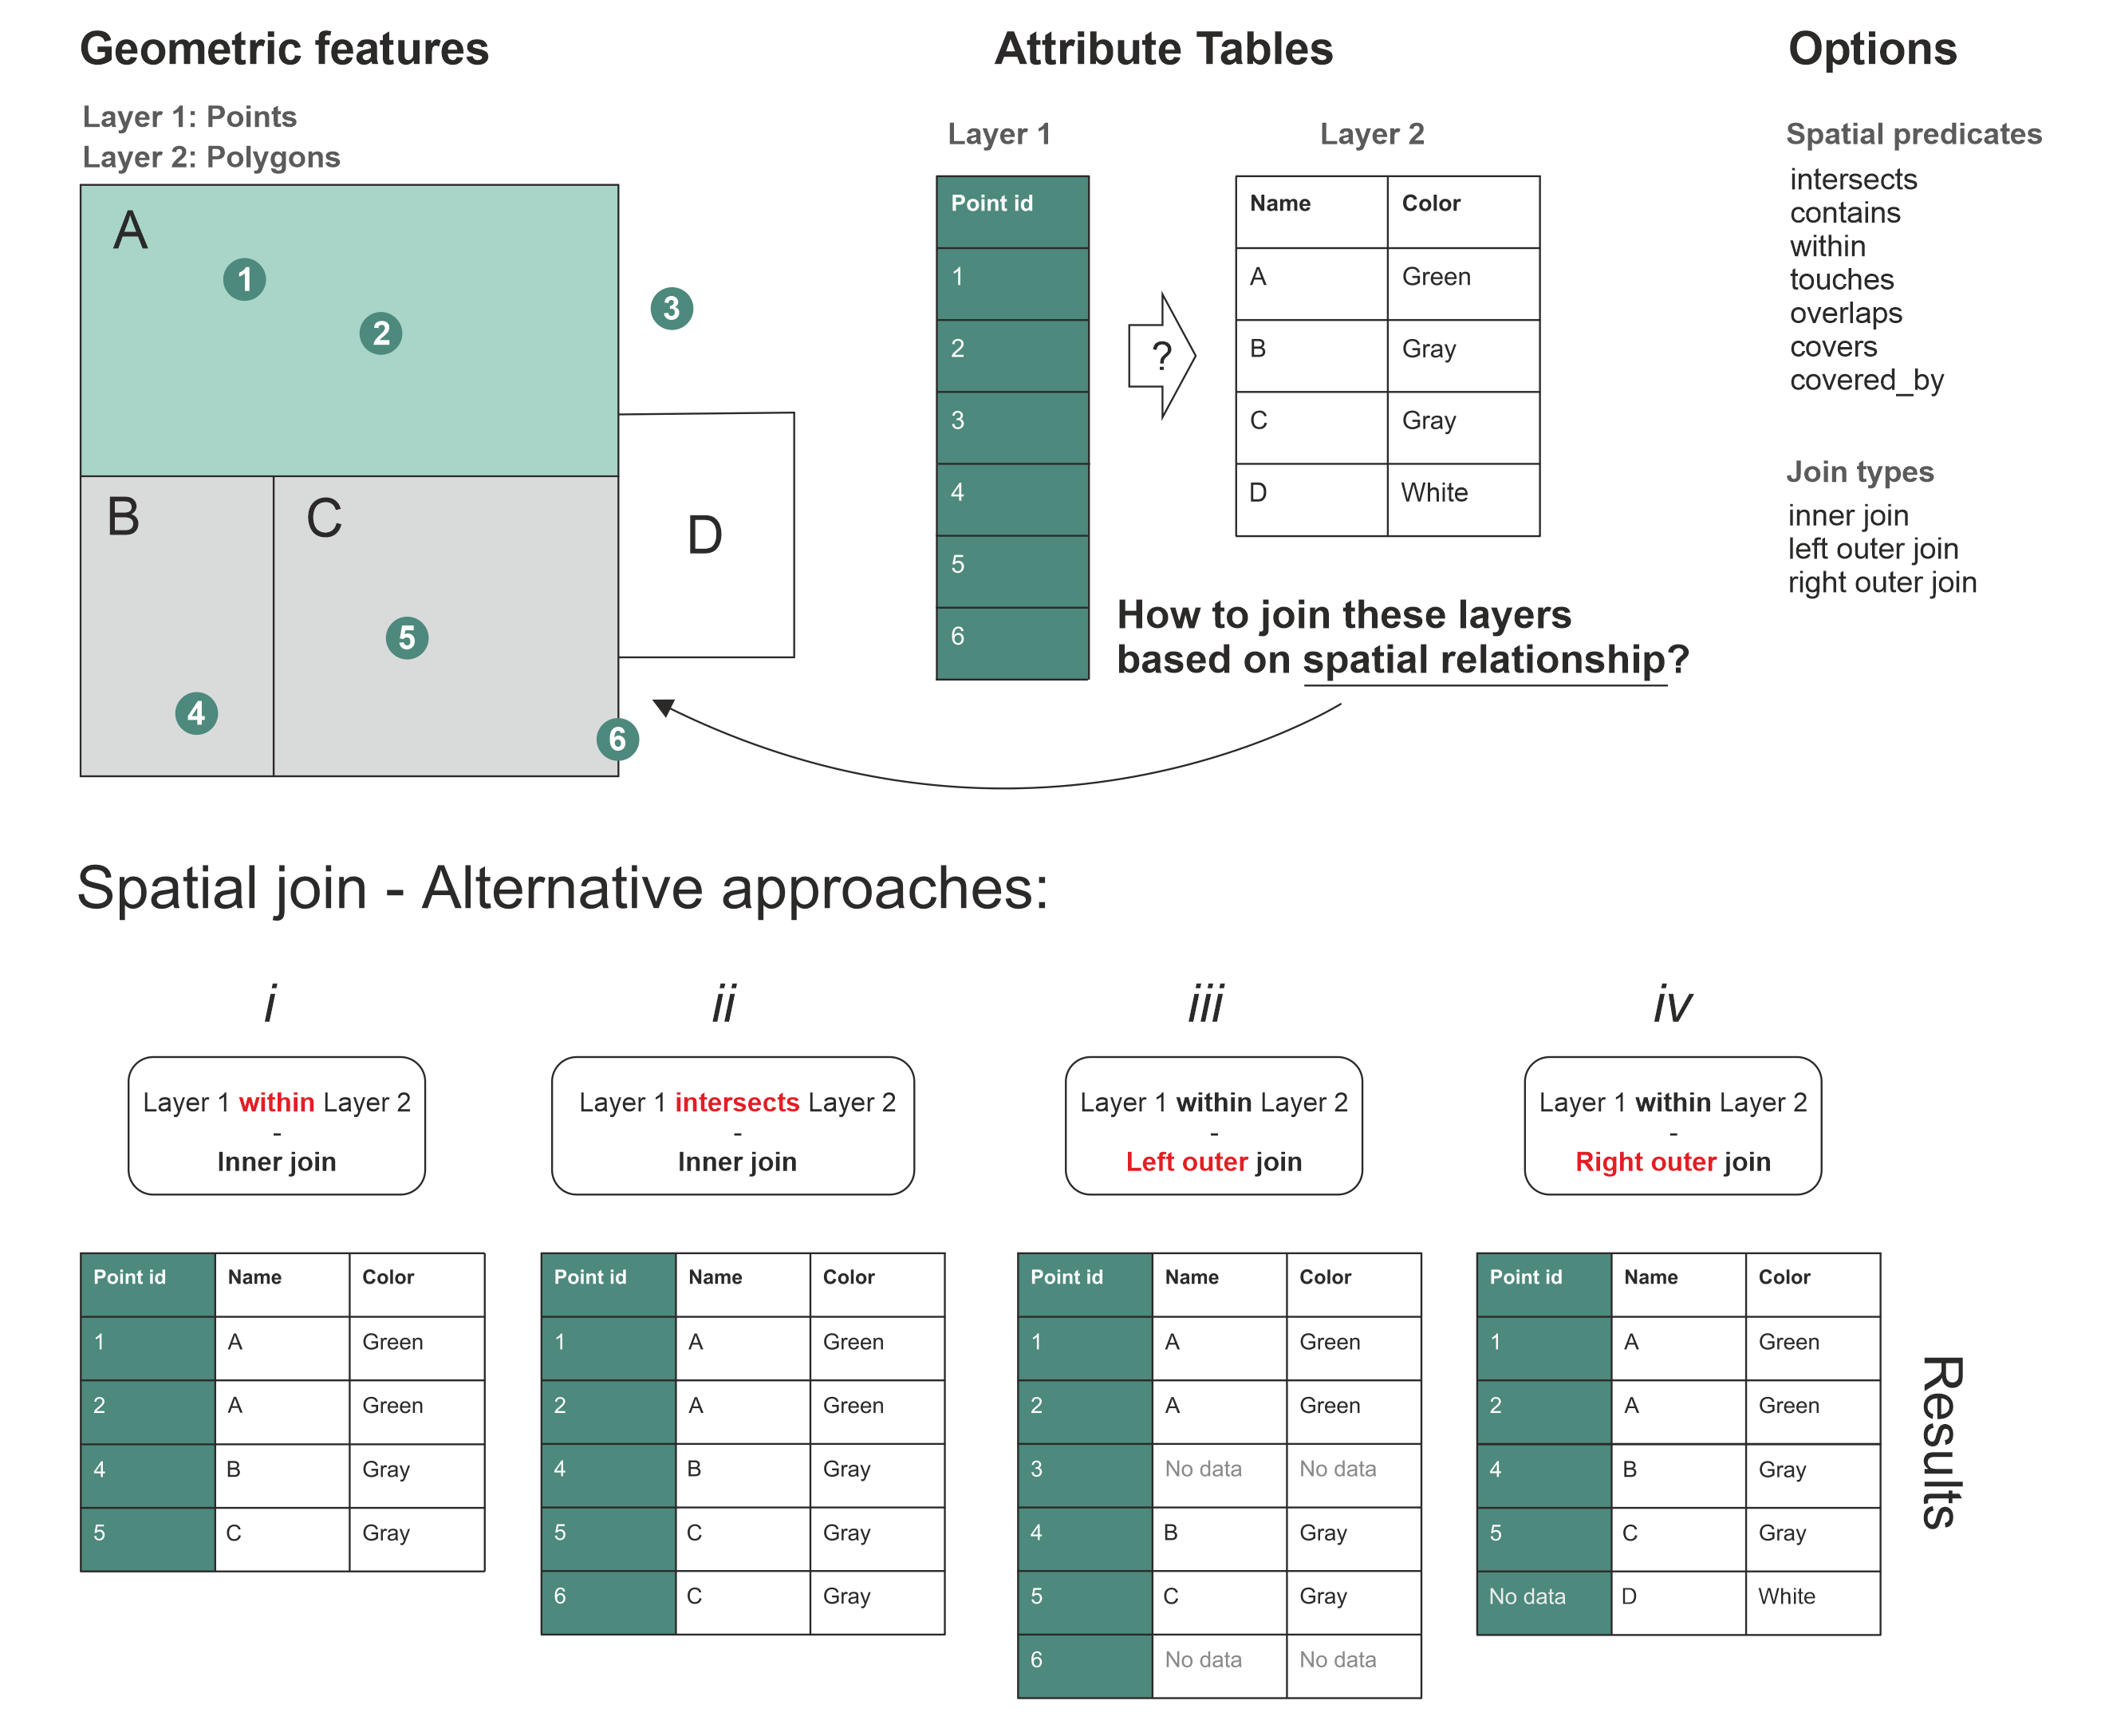 Geometric features
Layer 1: Points
Layer 2: Polygons
A
1
2
3
B
C
D
5
4
6
Attribute Tables
Layer 1
Point id
1
2
3
4
5
6
?
Layer 2
Name Color
A Green
B Gray
C Gray
D White
How to join these layers
based on spatial relationship?
Options
Spatial predicates
intersects
contains
within
touches
overlaps
covers
covered_by
Join types
inner join
left outer join
right outer join
Spatial join - Alternative approaches:
i
Layer 1 within Layer 2
-
Inner join
Point id Name Color
1 A Green
2 A Green
4 B Gray
5 C Gray
ii
Layer 1 intersects Layer 2
-
Inner join
Point id Name Color
1 A Green
2 A Green
4 B Gray
5 C Gray
6 C Gray
iii
Layer 1 within Layer 2
-
Left outer join
Point id Name Color
1 A Green
2 A Green
3 No data No data
4 B Gray
5 C Gray
6 No data No data
iv
Layer 1 within Layer 2
-
Right outer join
Point id Name Color
1 A Green
2 A Green
4 B Gray
5 C Gray
No data D White
Results